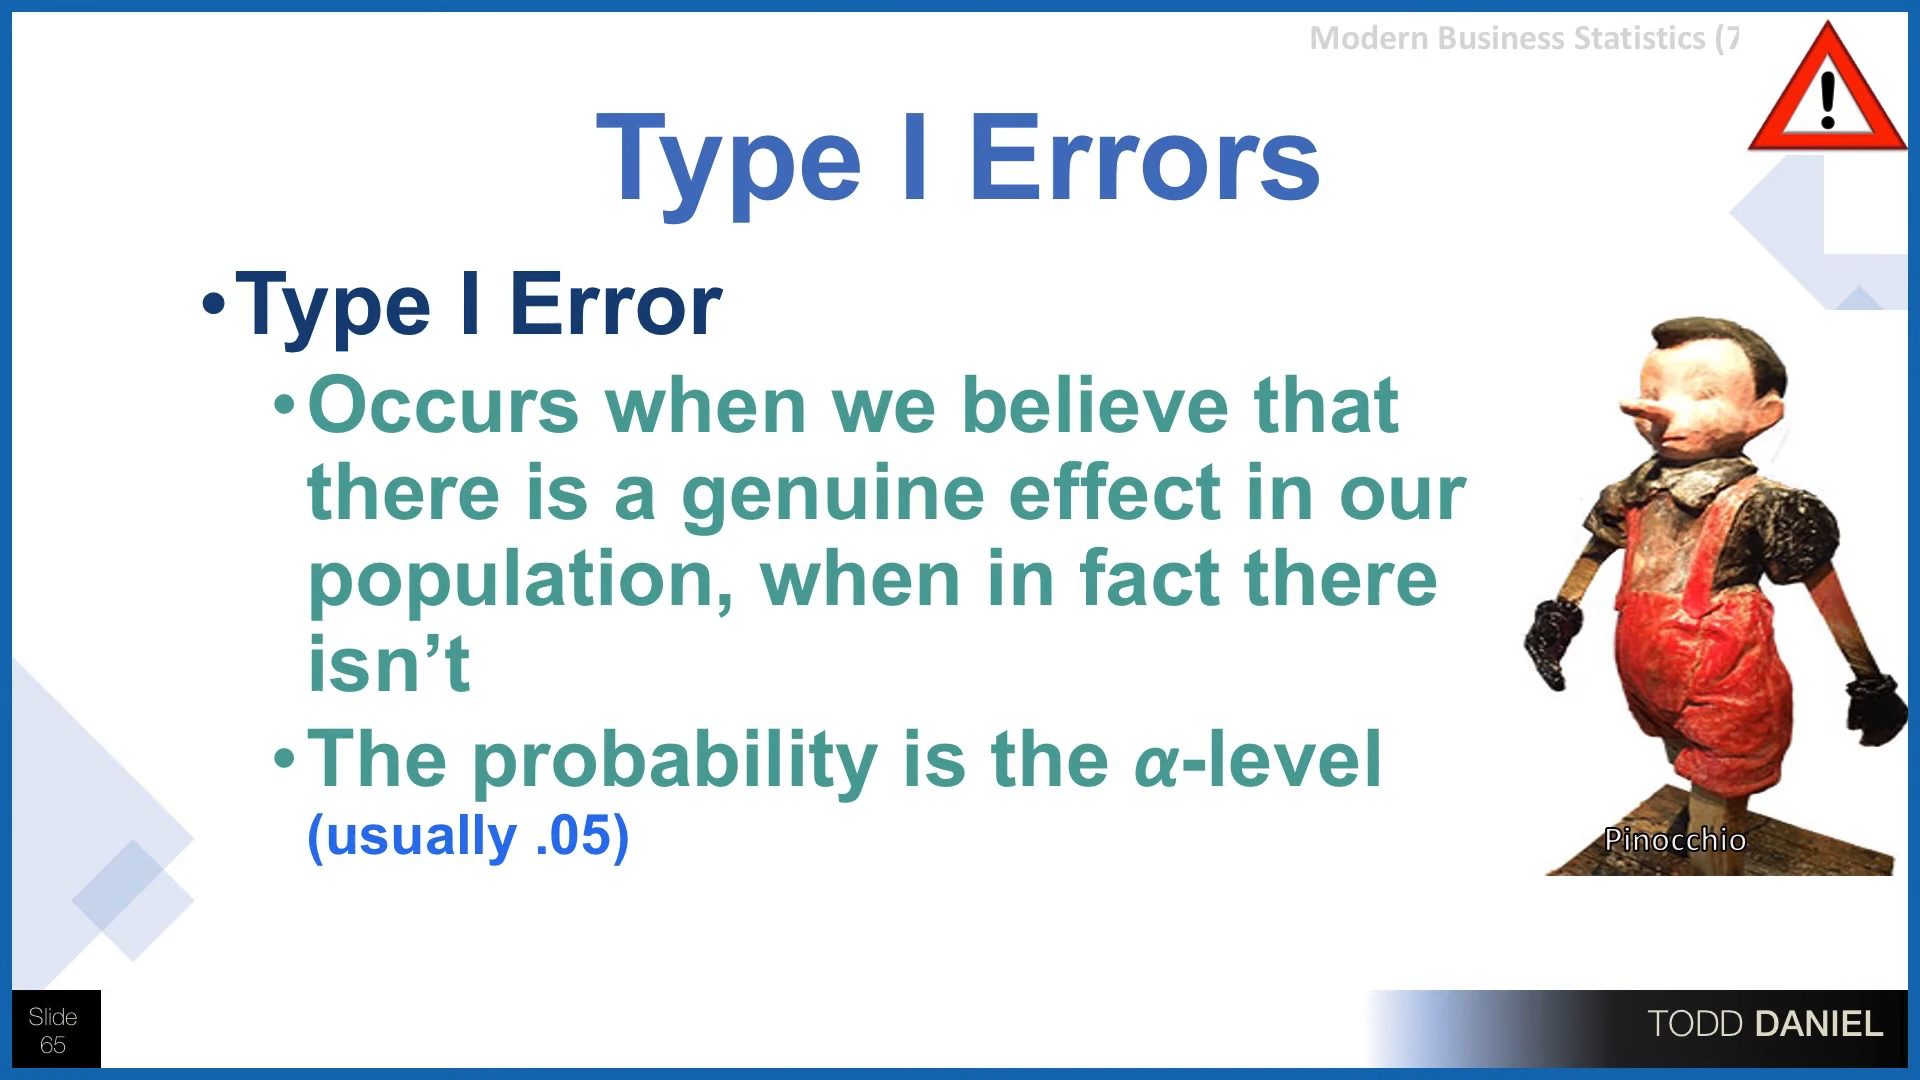 Modern Business Statistics (7
Type I Errors
•Type I Error
•Occurs when we believe that
there is a genuine effect in our
population, when in fact there
isn’t
•The probability is the α-level
(usually .05)
Pinocchio
Slide
65
TODD DANIEL